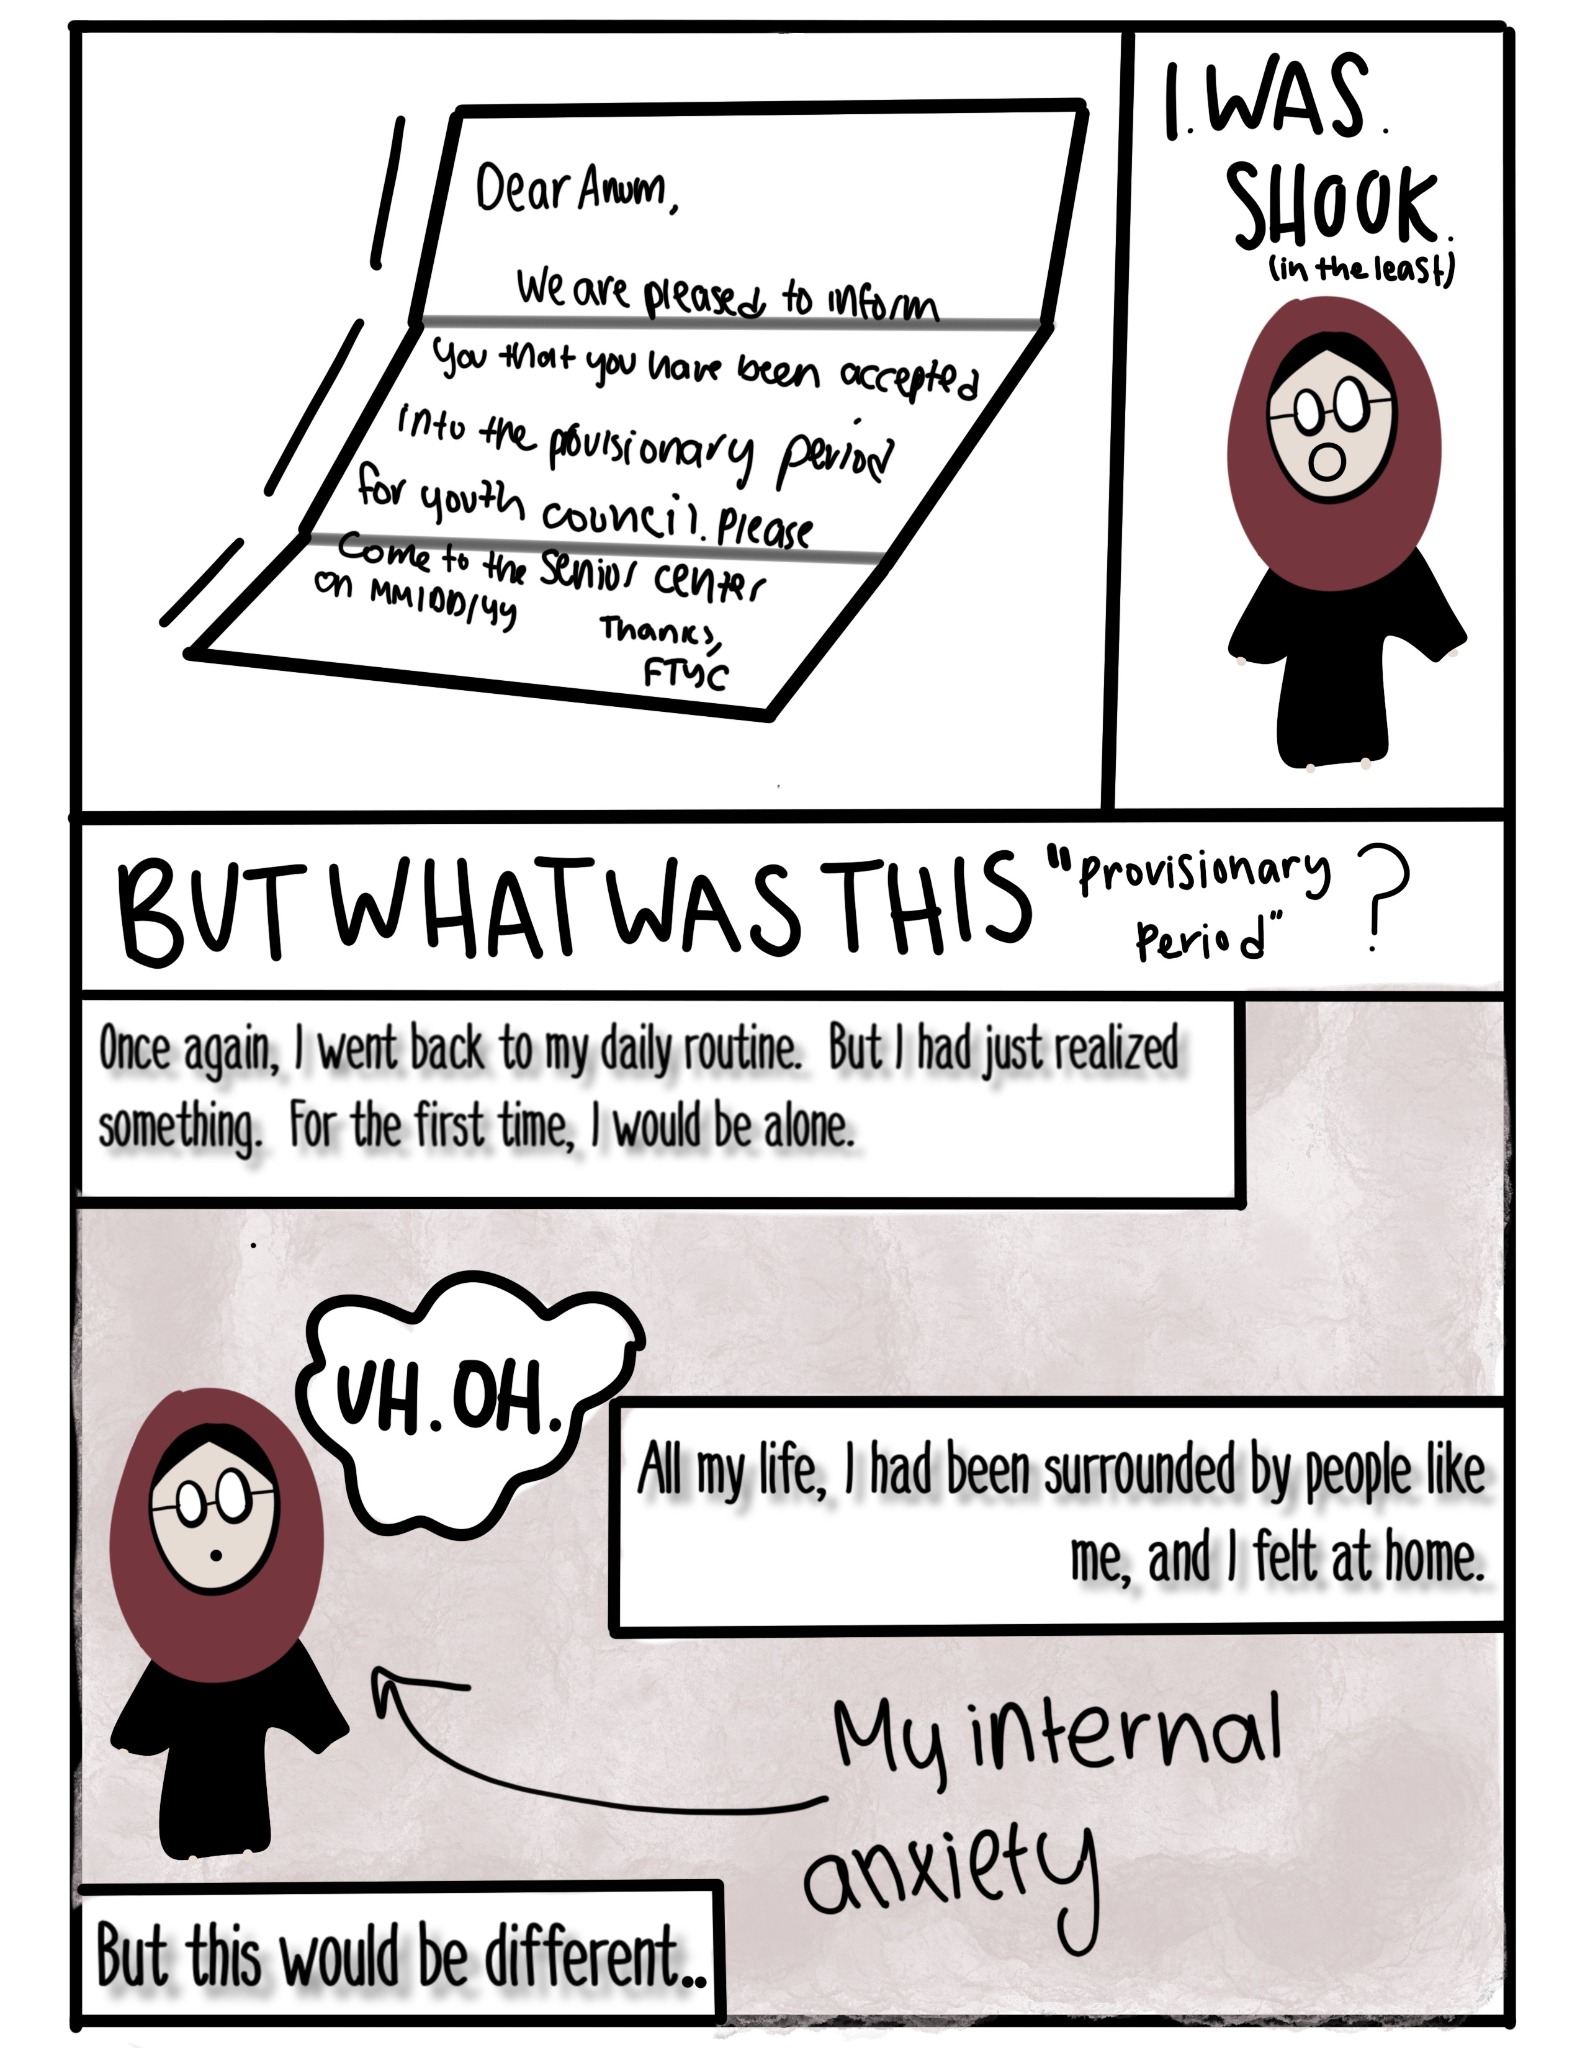 Dear Anum,
We are pleased to inform
you that you have been accepted
into the provisionary period
for youth council. Please
Come to the Senior center
on MM/DD/yy
Thanks,
FTYC
I. WAS.
SHOOK.
(in the least)
BUT WHAT WAS THIS "Provisionary
Period" ?
Once again, I went back to my daily routine. But I had just realized
something. For the first time, I would be alone.
UH. OH.
All my life, I had been surrounded by people like
me, and I felt at home.
My internal
anxiety
But this would be different..